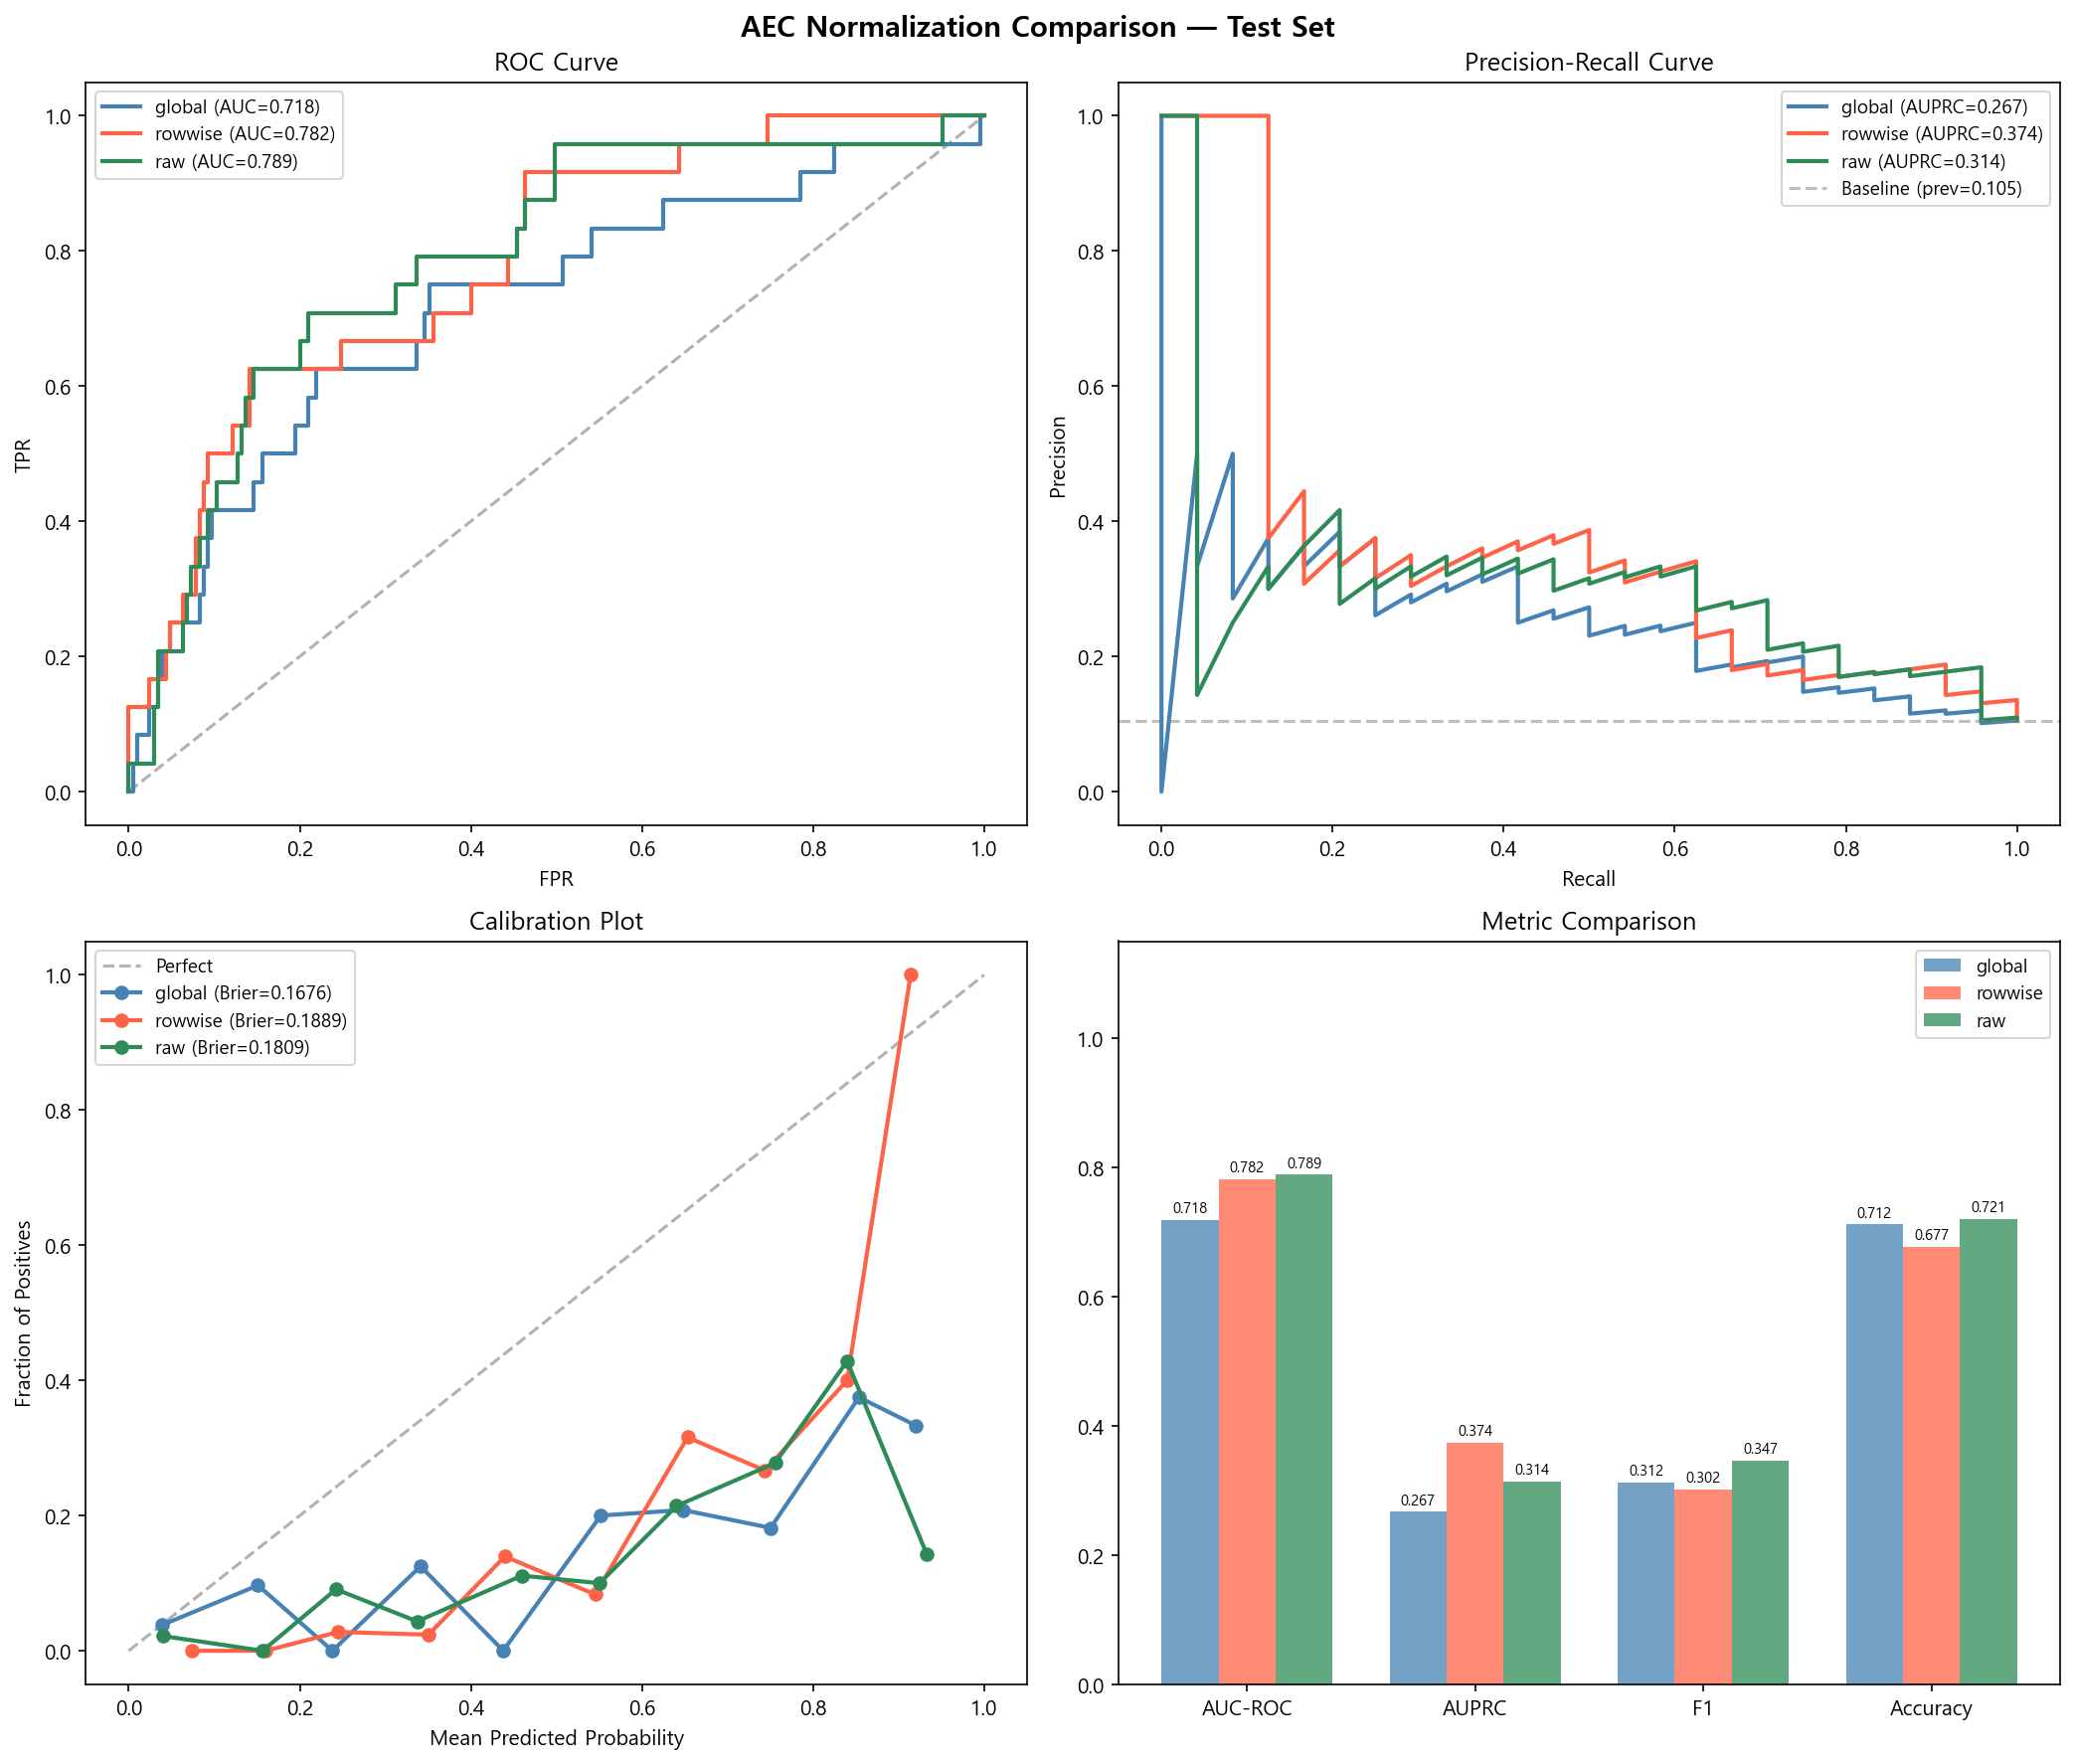 AEC Normalization Comparison — Test Set
ROC Curve
global (AUC=0.718)
rowwise (AUC=0.782)
raw (AUC=0.789)
1.0
0.8
0.6
0.4
0.2
0.0
TPR
0.0 0.2 0.4 0.6 0.8 1.0
FPR
Precision-Recall Curve
global (AUPRC=0.267)
rowwise (AUPRC=0.374)
raw (AUPRC=0.314)
Baseline (prev=0.105)
1.0
0.8
0.6
0.4
0.2
0.0
Precision
0.0 0.2 0.4 0.6 0.8 1.0
Recall
Calibration Plot
Perfect
global (Brier=0.1676)
rowwise (Brier=0.1889)
raw (Brier=0.1809)
1.0
0.8
0.6
0.4
0.2
0.0
Fraction of Positives
0.0 0.2 0.4 0.6 0.8 1.0
Mean Predicted Probability
Metric Comparison
global
rowwise
raw
1.0
0.8
0.6
0.4
0.2
0.0
0.718 0.782 0.789
0.267 0.374 0.314
0.312 0.302 0.347
0.712 0.677 0.721
AUC-ROC AUPRC F1 Accuracy